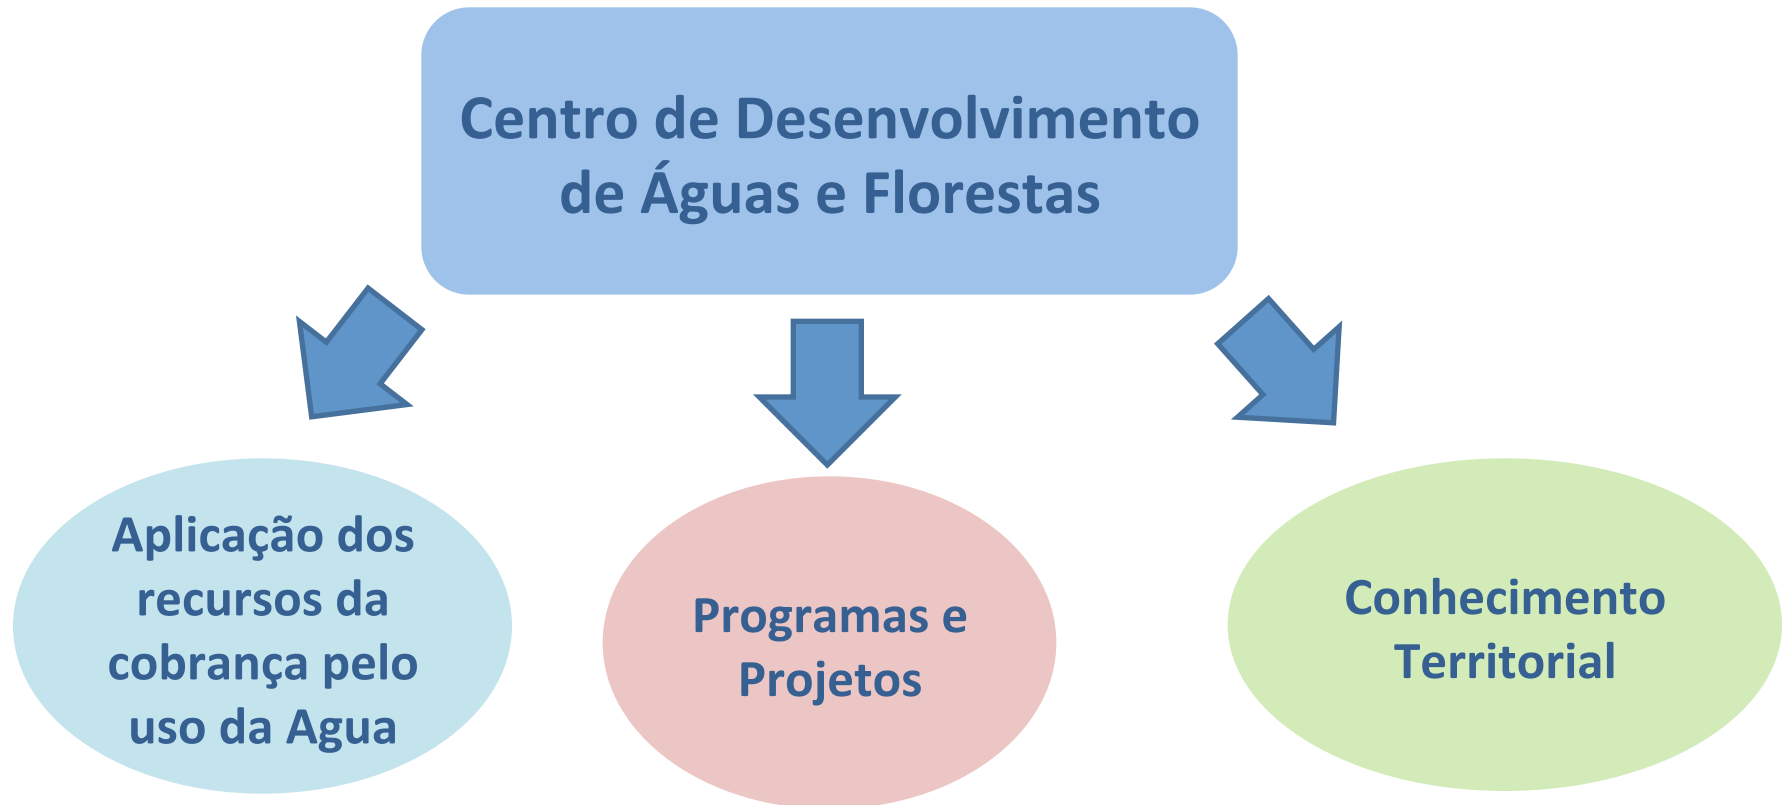 Centro de Desenvolvimento
de Águas e Florestas
Aplicação dos
recursos da
cobrança pelo
uso da Agua
Programas e
Projetos
Conhecimento
Territorial